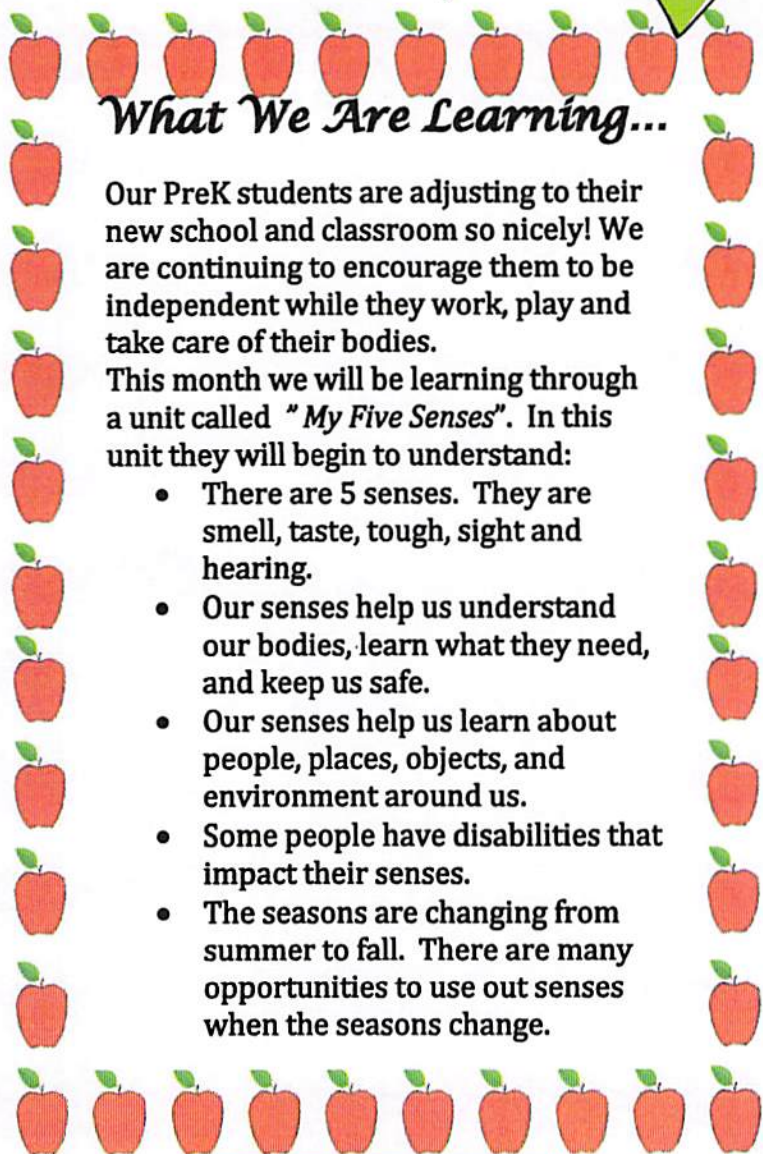 What We Are Learning...
Our PreK students are adjusting to their
new school and classroom so nicely! We
are continuing to encourage them to be
independent while they work, play and
take care of their bodies.
This month we will be learning through
a unit called " My Five Senses". In this
unit they will begin to understand:
• There are 5 senses. They are
smell, taste, tough, sight and
hearing.
• Our senses help us understand
our bodies, learn what they need,
and keep us safe.
• Our senses help us learn about
people, places, objects, and
environment around us.
• Some people have disabilities that
impact their senses.
• The seasons are changing from
summer to fall. There are many
opportunities to use out senses
when the seasons change.